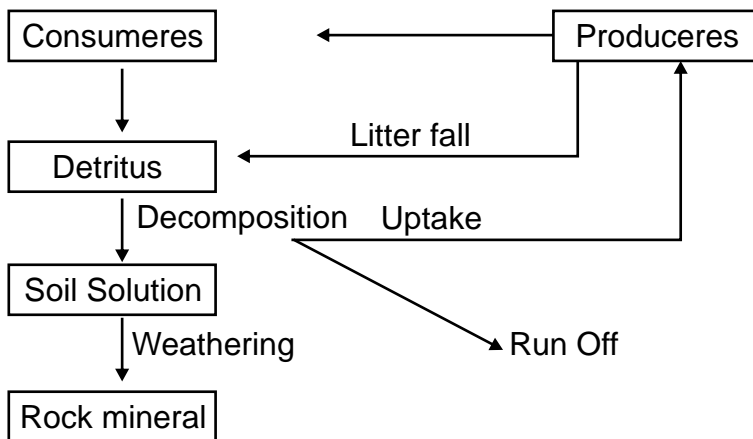 Consumeres
Produceres
Litter fall
Detritus
Decomposition
Uptake
Soil Solution
Weathering
Run Off
Rock mineral